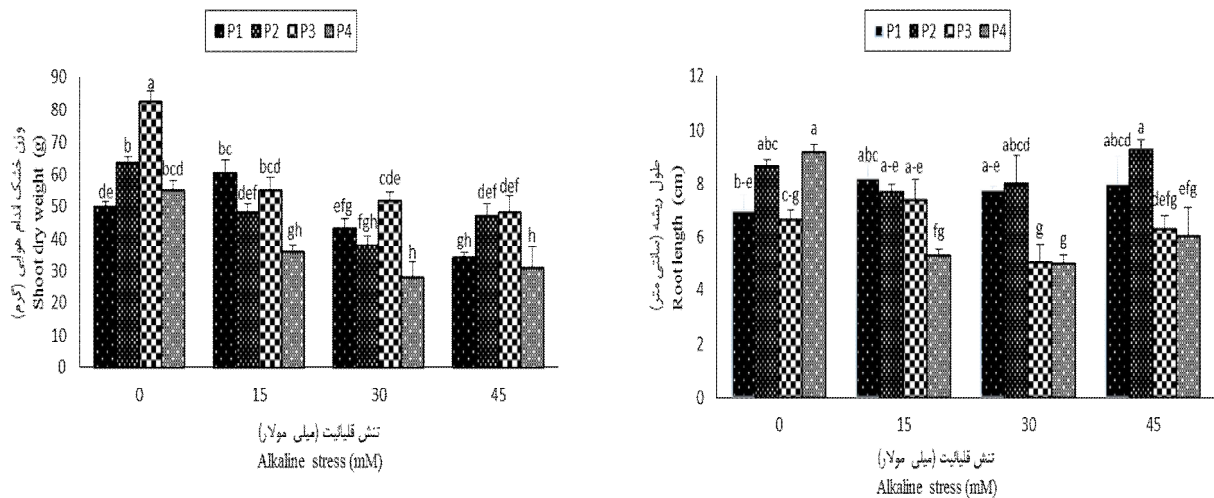 P1 P2 P3 P4
وزن خشک اندام هوایی (گرم)
Shoot dry weight (g)
90
80
70
60
50
40
30
20
10
0
de b a bcd
bc def bcd gh
efg fgh cde h
gh def def h
0 15 30 45
تنش قلیائیت (میلی مولار)
Alkaline stress (mM)
P1 P2 P3 P4
طول ریشه (سانتی متر)
Root length (cm)
12
10
8
6
4
2
0
b-e abc c-g a
abc a-e a-e fg
a-e abcd g g
abcd a defg efg
0 15 30 45
تنش قلیائیت (میلی مولار)
Alkaline stress (mM)